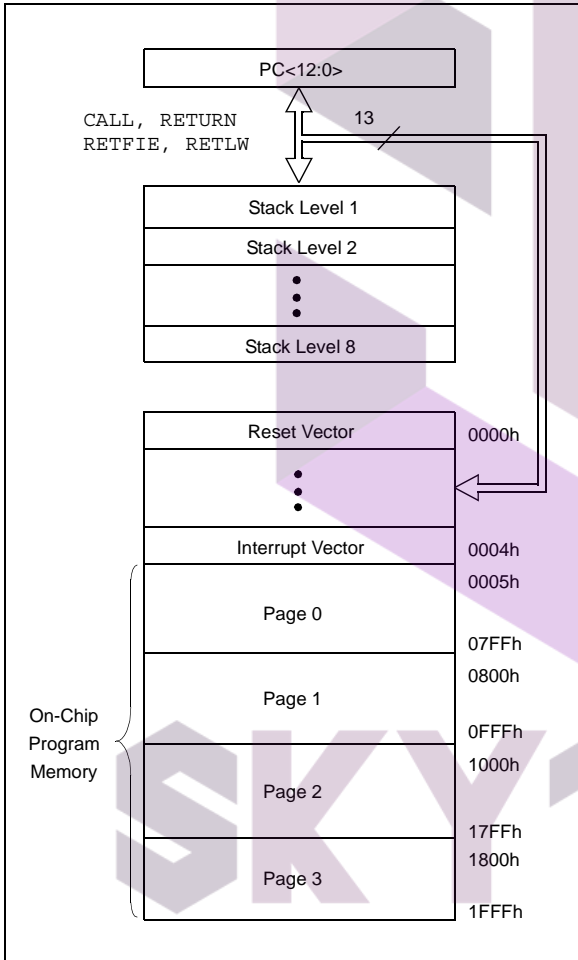 PC<12:0>
CALL, RETURN
RETFIE, RETLW
13
Stack Level 1
Stack Level 2
Stack Level 8
Reset Vector
0000h
Interrupt Vector
0004h
0005h
Page 0
07FFh
0800h
Page 1
0FFFh
On-Chip
Program
Memory
1000h
Page 2
17FFh
1800h
Page 3
1FFFh
SKY